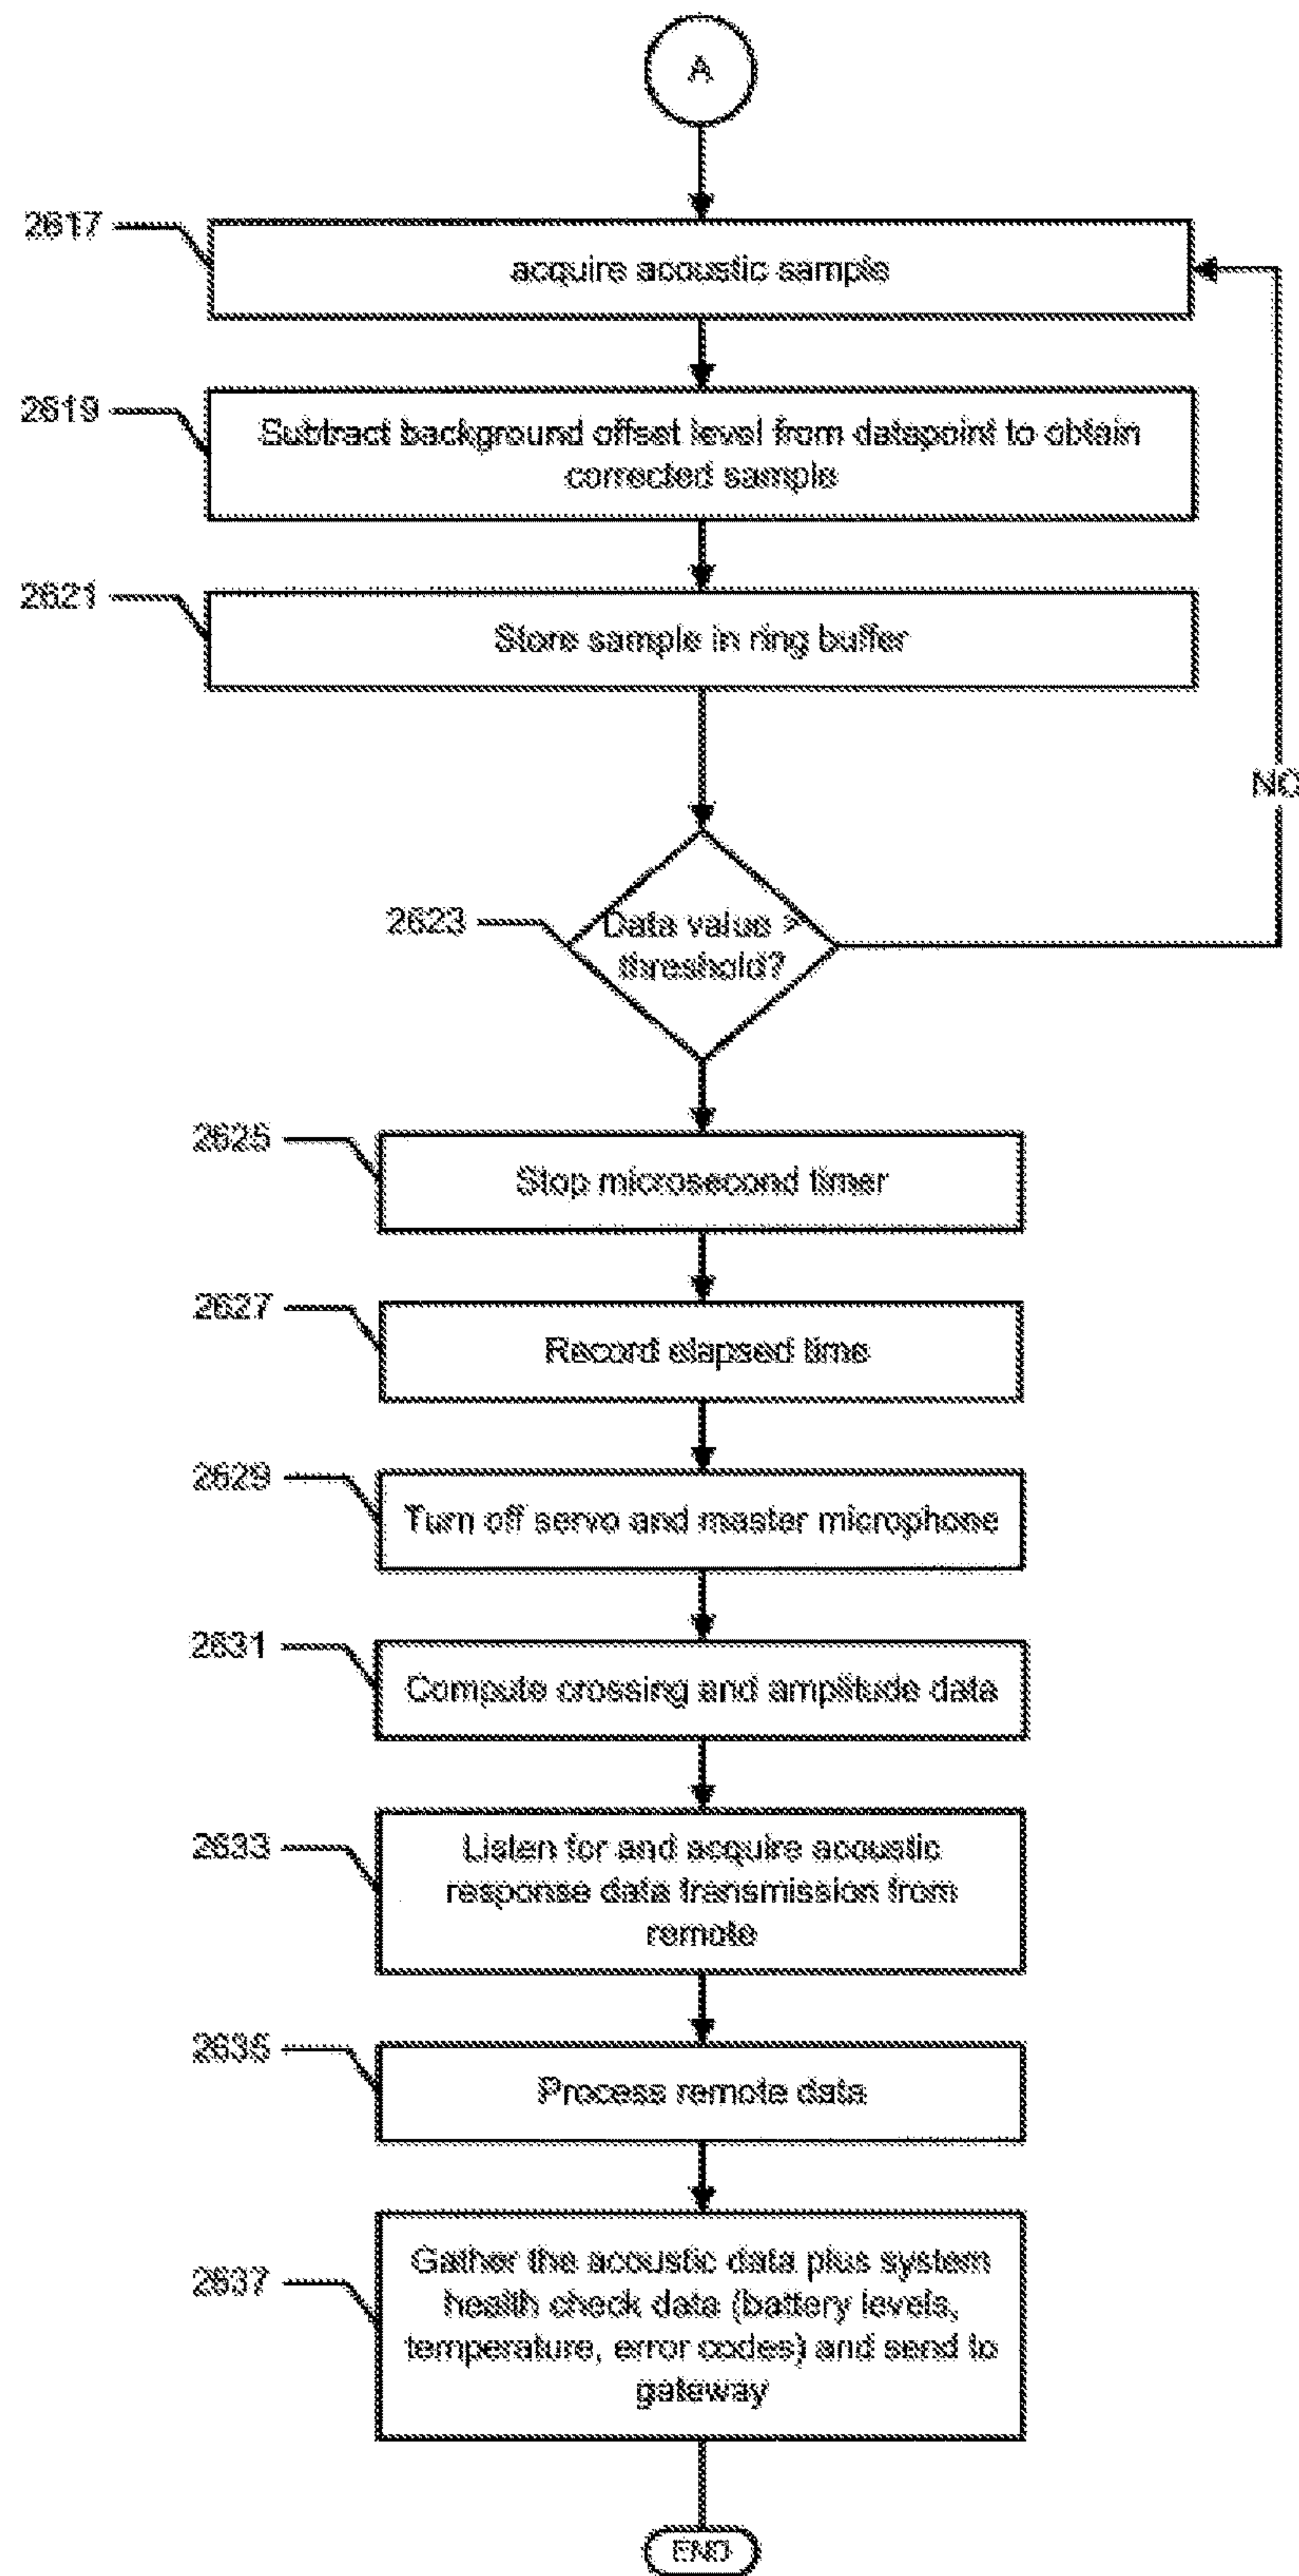 A
2617
acquire acoustic sample
2619
Subtract background offset level from datapoint to obtain
corrected sample
2621
Store sample in ring buffer
NO
2623
Data value >
threshold?
2625
Stop microsecond timer
2627
Record elapsed time
2629
Turn off servo and master microphone
2631
Compute crossing and amplitude data
2633
Listen for and acquire acoustic
response data transmission from
remote
2635
Process remote data
2637
Gather the acoustic data plus system
health check data (battery levels,
temperature, error codes) and send to
gateway
END